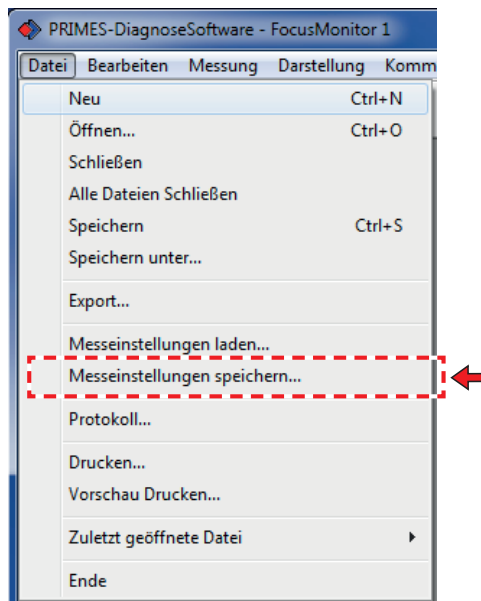 PRIMES-DiagnoseSoftware - FocusMonitor 1
Datei Bearbeiten Messung Darstellung Komm
Neu Ctrl+N
Öffnen... Ctrl+O
Schließen
Alle Dateien Schließen
Speichern Ctrl+S
Speichern unter...
Export...
Messeinstellungen laden...
Messeinstellungen speichern...
Protokoll...
Drucken...
Vorschau Drucken...
Zuletzt geöffnete Datei
Ende